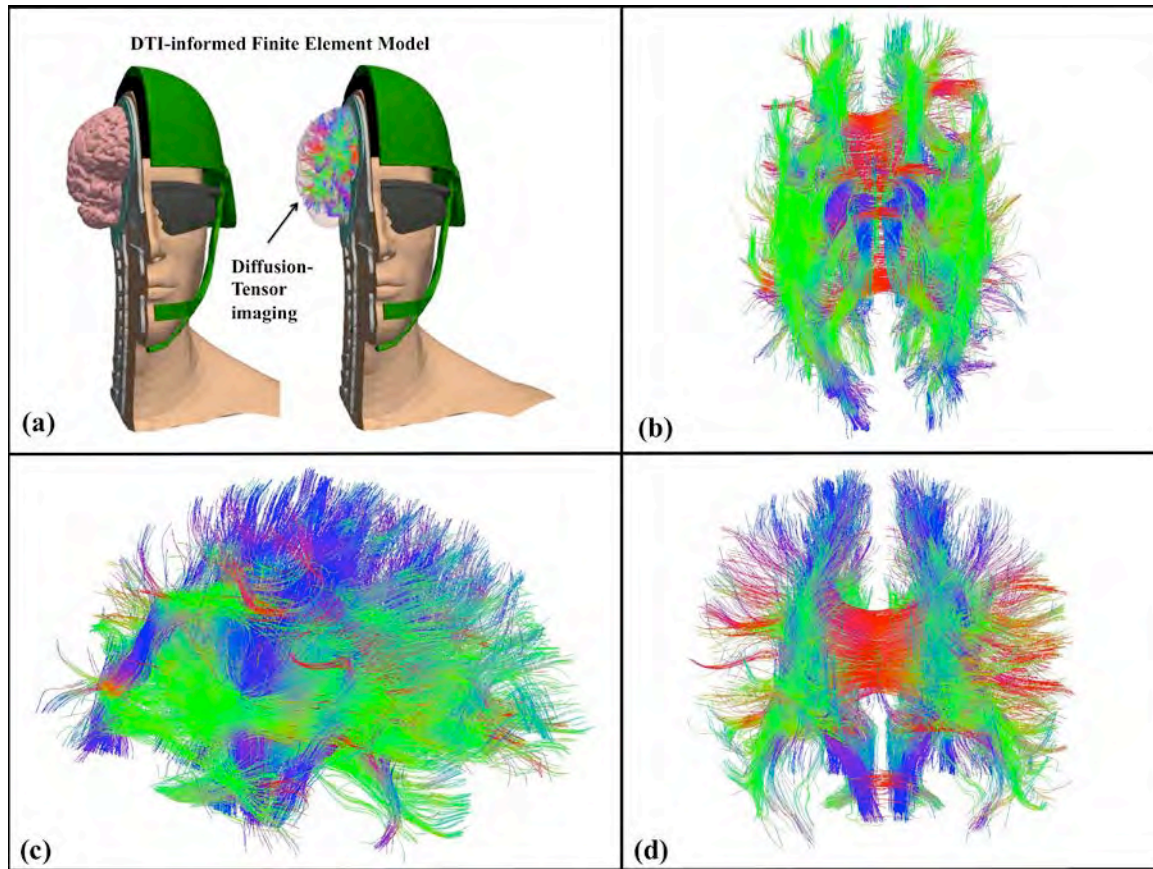 DTI-informed Finite Element Model
Diffusion-
Tensor
imaging
(a)
(b)
(c)
(d)